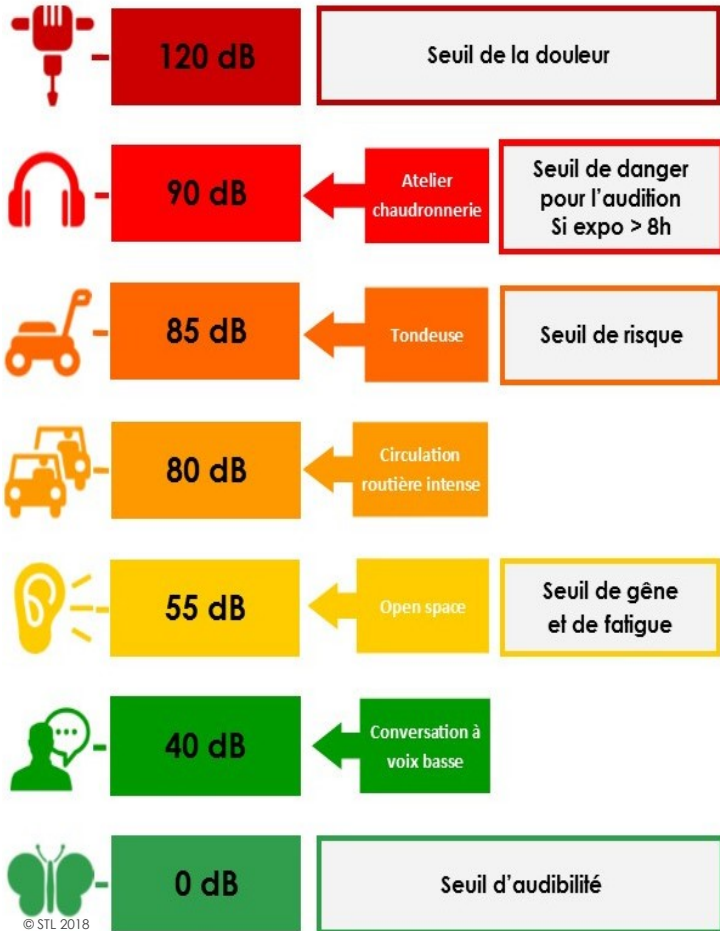 120 dB
Seuil de la douleur
90 dB
Atelier
chaudronnerie
Seuil de danger
pour l'audition
Si expo > 8h
85 dB
Tondeuse
Seuil de risque
80 dB
Circulation
routière intense
55 dB
Open space
Seuil de gêne
et de fatigue
40 dB
Conversation à
voix basse
0 dB
Seuil d'audibilité
© STL 2018